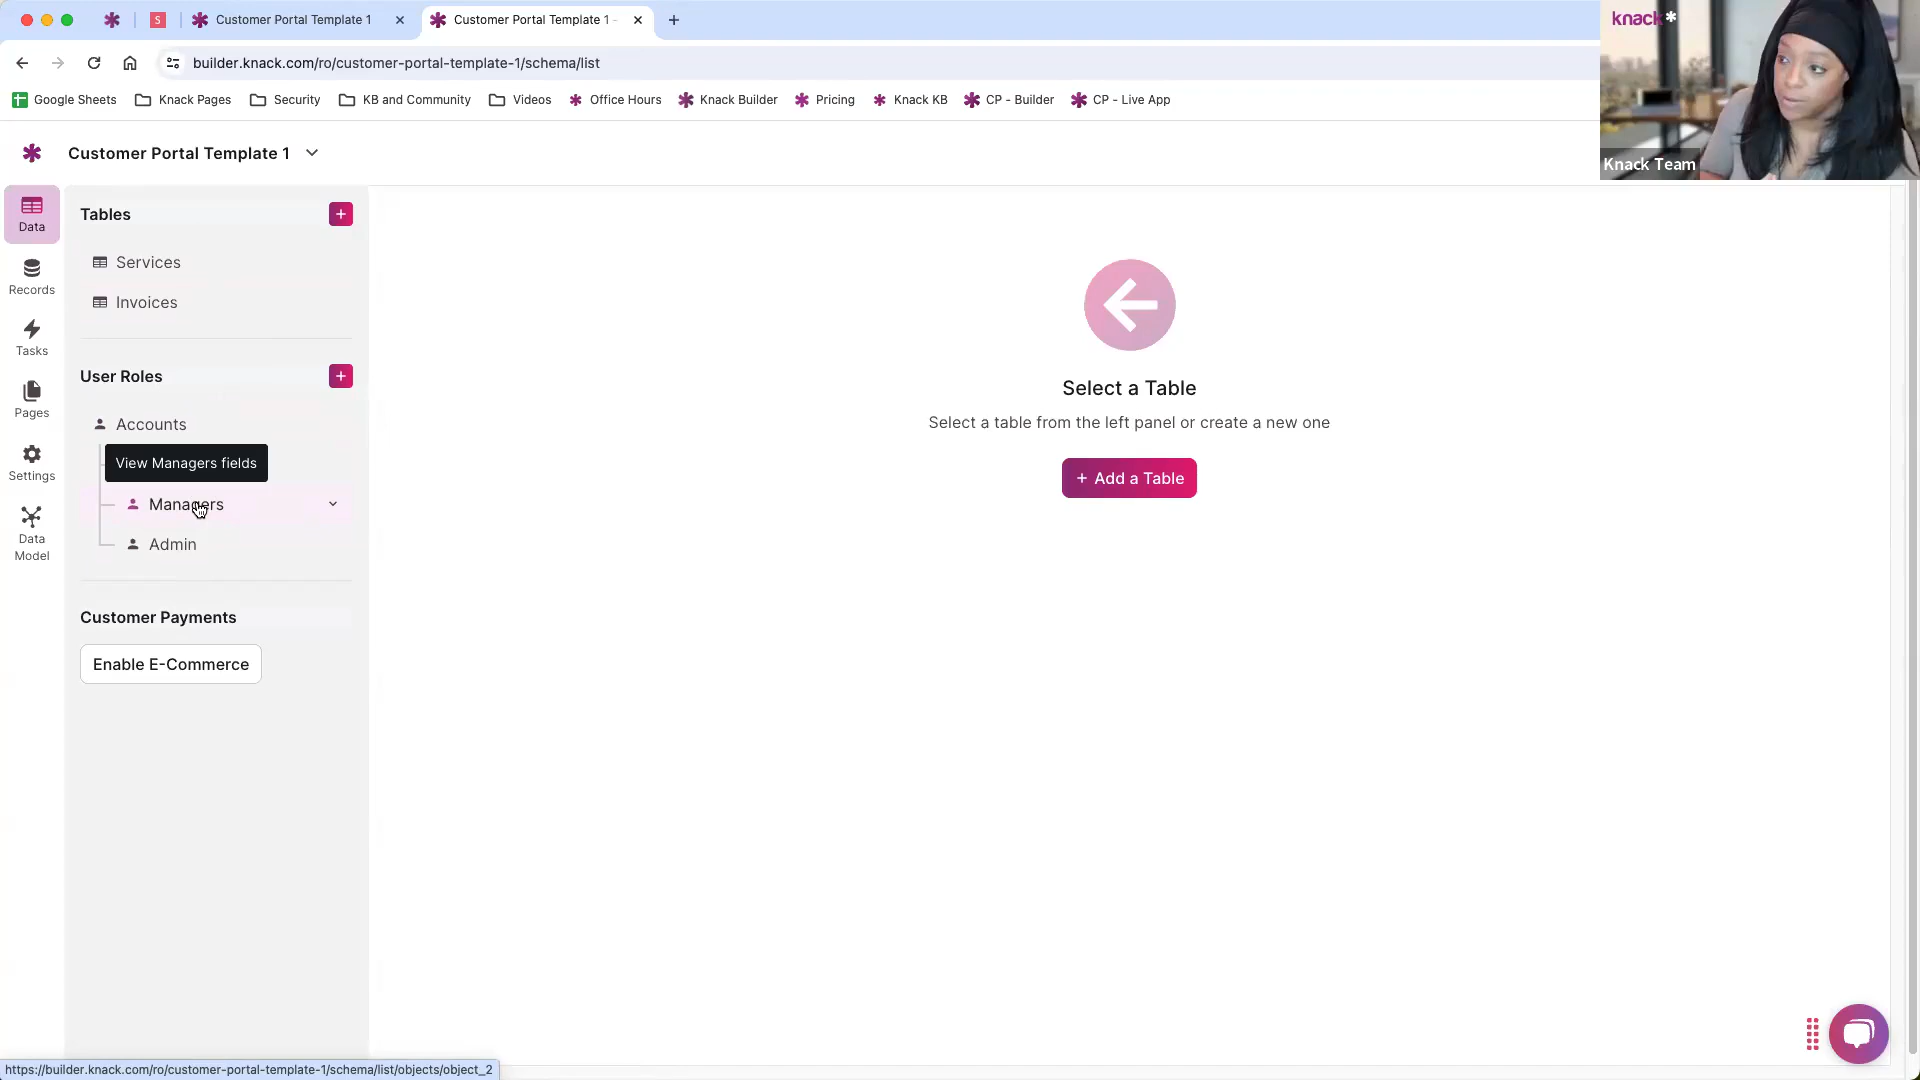 Customer Portal Template 1
Customer Portal Template 1 -
knack*
builder.knack.com/ro/customer-portal-template-1/schema/list
Google Sheets
Knack Pages
Security
KB and Community
Videos
Office Hours
Knack Builder
Pricing
Knack KB
CP - Builder
CP - Live App
Customer Portal Template 1
Knack Team
Data
Records
Tasks
Pages
Settings
Data
Model
Tables
Services
Invoices
User Roles
Accounts
View Managers fields
Managers
Admin
Customer Payments
Enable E-Commerce
Select a Table
Select a table from the left panel or create a new one
+ Add a Table
https://builder.knack.com/ro/customer-portal-template-1/schema/list/objects/object_2
S